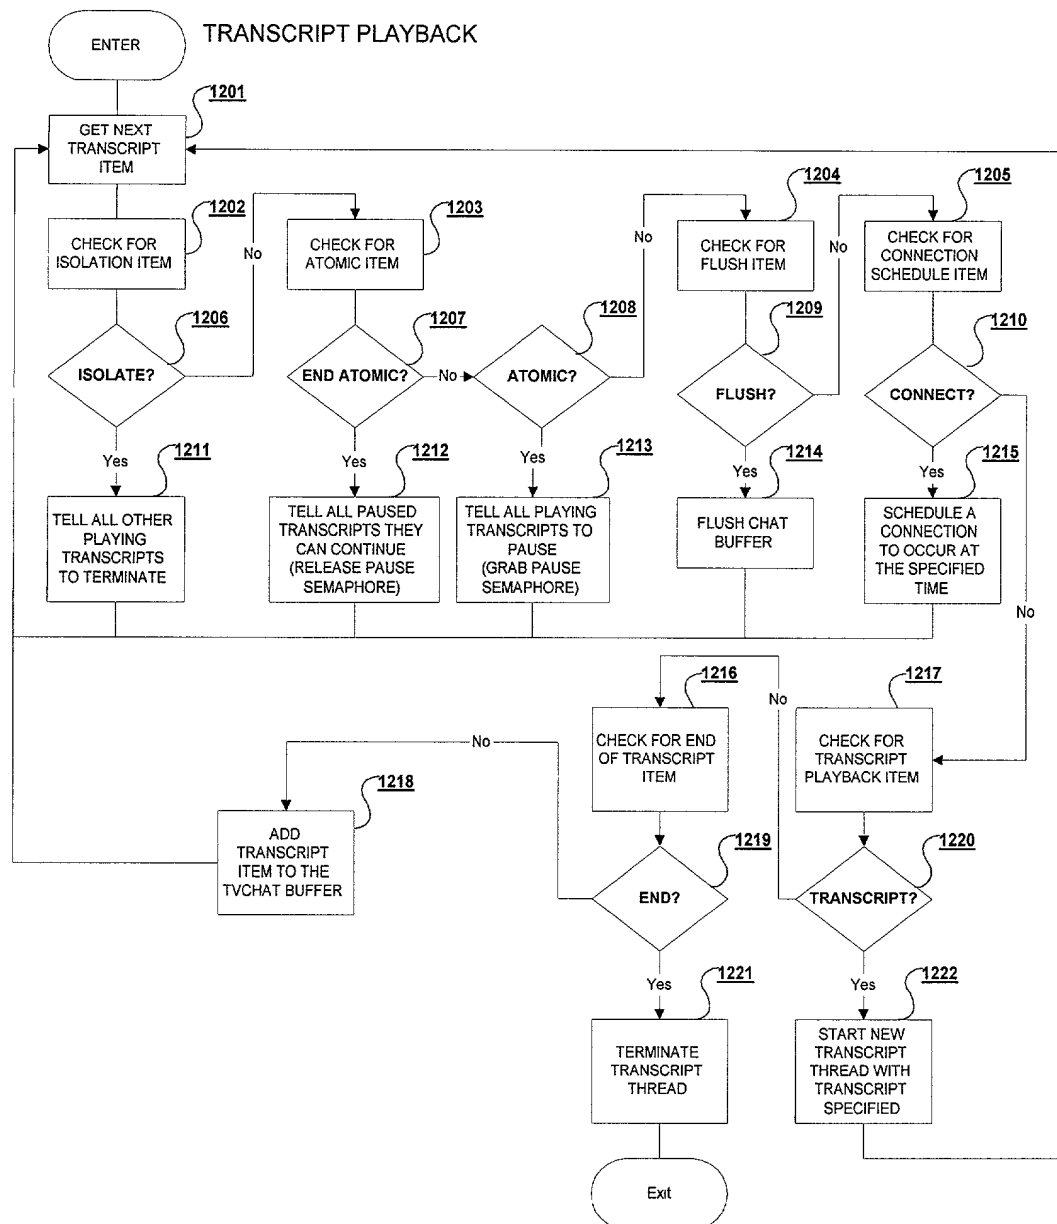 ENTER
TRANSCRIPT PLAYBACK
1201
GET NEXT
TRANSCRIPT
ITEM
1202
CHECK FOR
ISOLATION ITEM
No
1203
CHECK FOR
ATOMIC ITEM
No
1204
CHECK FOR
FLUSH ITEM
No
1205
CHECK FOR
CONNECTION
SCHEDULE ITEM
1206
ISOLATE?
1207
END ATOMIC?
No
1208
ATOMIC?
1209
FLUSH?
1210
CONNECT?
Yes
1211
TELL ALL OTHER
PLAYING
TRANSCRIPTS
TO TERMINATE
Yes
1212
TELL ALL PAUSED
TRANSCRIPTS THEY
CAN CONTINUE
(RELEASE PAUSE
SEMAPHORE)
Yes
1213
TELL ALL PLAYING
TRANSCRIPTS TO
PAUSE
(GRAB PAUSE
SEMAPHORE)
Yes
1214
FLUSH CHAT
BUFFER
Yes
1215
SCHEDULE A
CONNECTION
TO OCCUR AT
THE SPECIFIED
TIME
No
1216
CHECK FOR END
OF TRANSCRIPT
ITEM
No
1217
CHECK FOR
TRANSCRIPT
PLAYBACK ITEM
No
1218
ADD
TRANSCRIPT
ITEM TO THE
TVCHAT BUFFER
1219
END?
1220
TRANSCRIPT?
Yes
1221
TERMINATE
TRANSCRIPT
THREAD
Yes
1222
START NEW
TRANSCRIPT
THREAD WITH
TRANSCRIPT
SPECIFIED
Exit